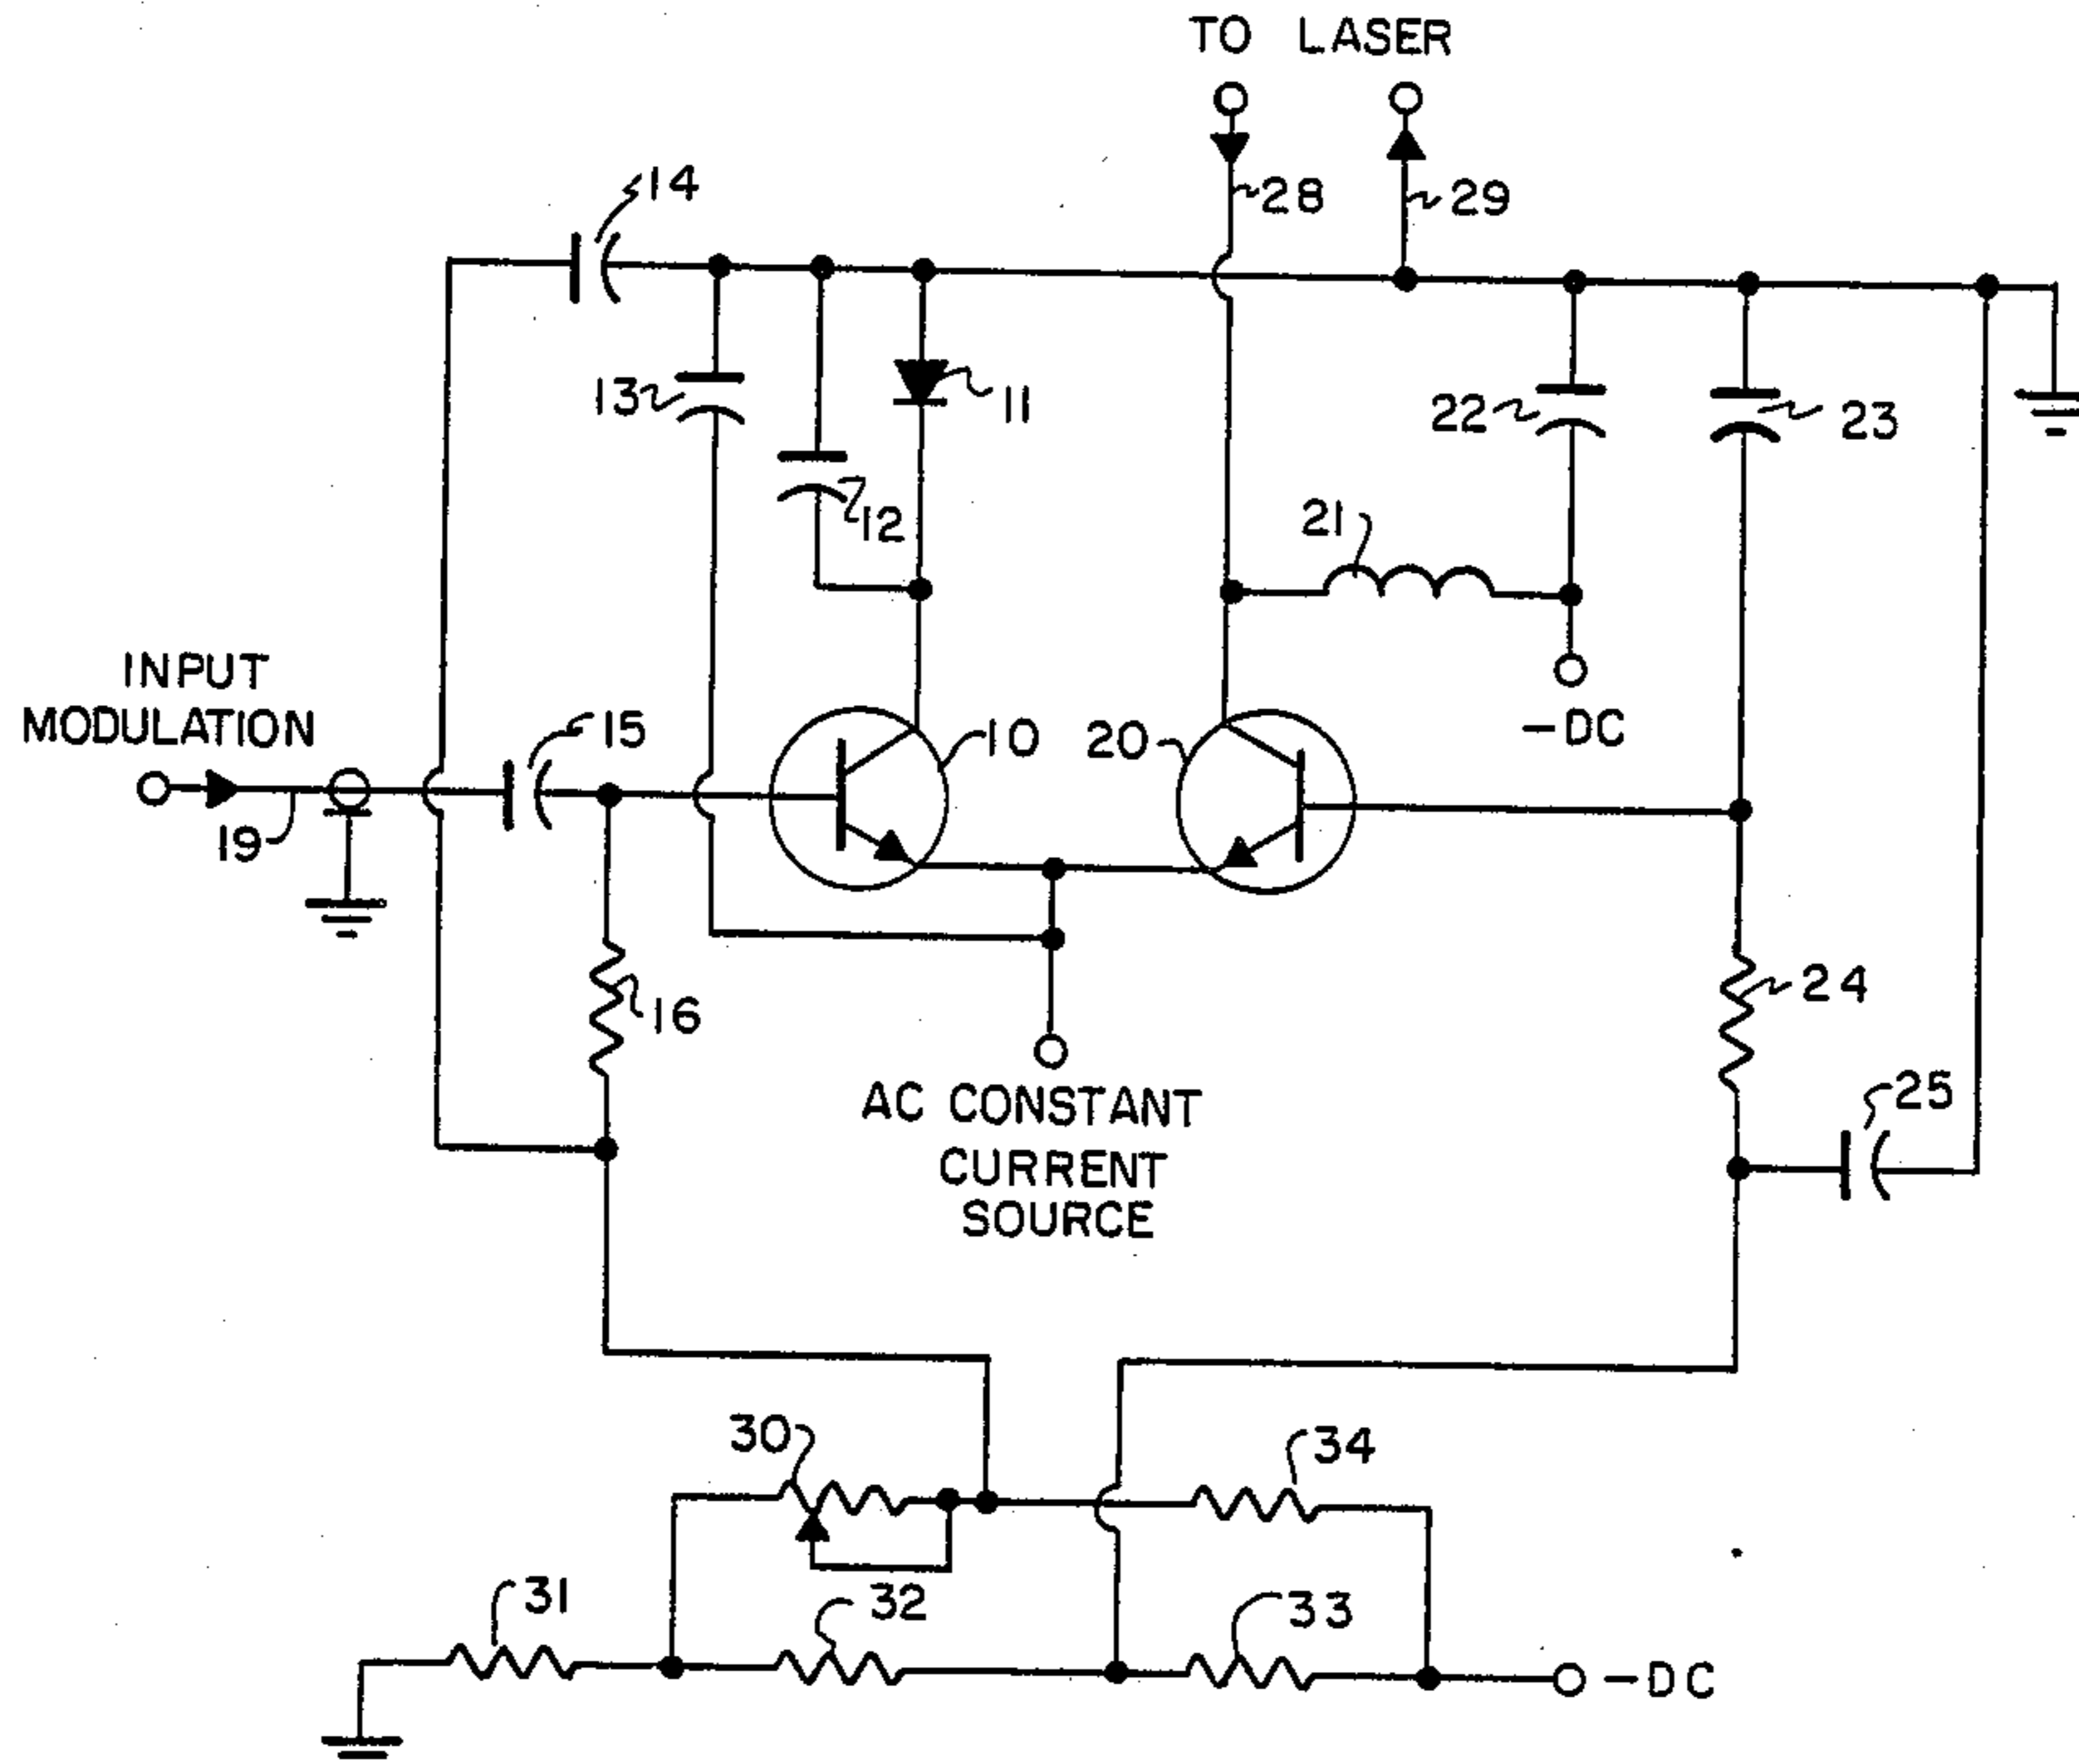 TO LASER
14
28
29
13
11
22
23
12
21
INPUT
MODULATION
15
10
20
-DC
19
16
24
AC CONSTANT
CURRENT
SOURCE
25
30
34
31
32
33
-DC